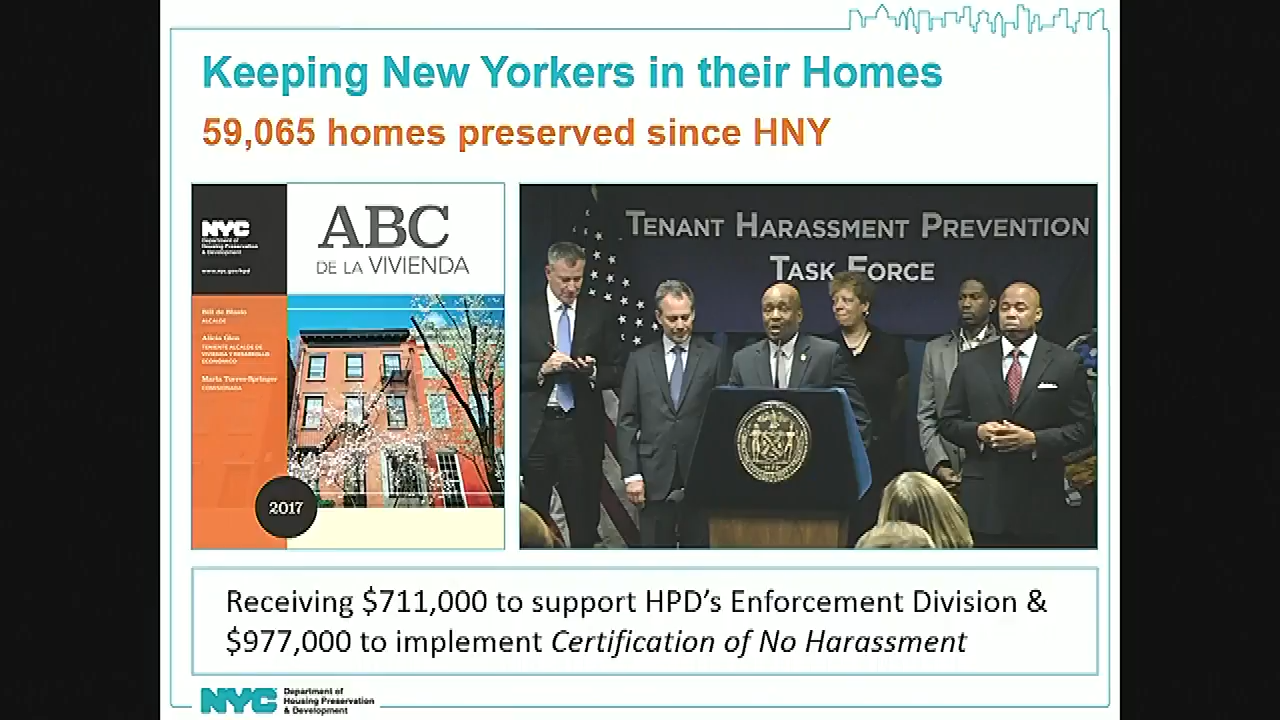 Keeping New Yorkers in their Homes
59,065 homes preserved since HNY
NYC
Department of
Housing Preservation
& Development
www.nyc.gov/hpd
ABC
DE LA VIVIENDA
Bill de Blasio
ALCALDE
Alicia Glen
TENIENTE ALCALDE DE
VIVIENDA Y DESARROLLO
ECONÓMICO
Maria Torres-Springer
COMISIONADA
2017
TENANT HARASSMENT PREVENTION
TASK FORCE
Receiving $711,000 to support HPD's Enforcement Division &
$977,000 to implement Certification of No Harassment
NYC
Department of
Housing Preservation
& Development